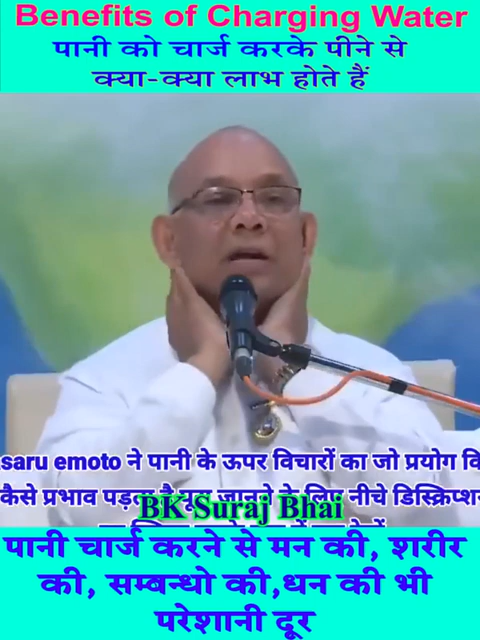 Benefits of Charging Water
पानी को चार्ज करके पीने से
क्या-क्या लाभ होते हैं
saru emoto ने पानी के ऊपर विचारों का जो प्रयोग
कैसे प्रभाव जानने के लिए नीचे
BK Suraj Bhai
पानी चार्ज करने से मन की, शरीर
की, सम्बन्धो की,धन की भी
परेशानी दूर